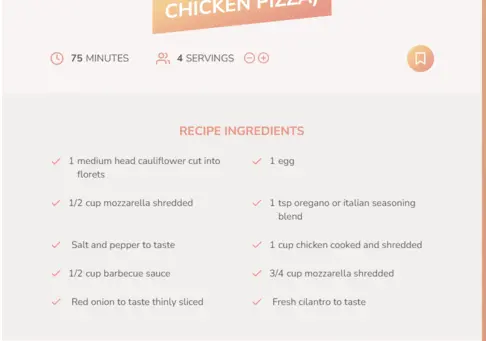 CHICKEN PIZZA)
75 MINUTES
4 SERVINGS
RECIPE INGREDIENTS
1 medium head cauliflower cut into
florets
1 egg
1/2 cup mozzarella shredded
1 tsp oregano or italian seasoning
blend
Salt and pepper to taste
1 cup chicken cooked and shredded
1/2 cup barbecue sauce
3/4 cup mozzarella shredded
Red onion to taste thinly sliced
Fresh cilantro to taste